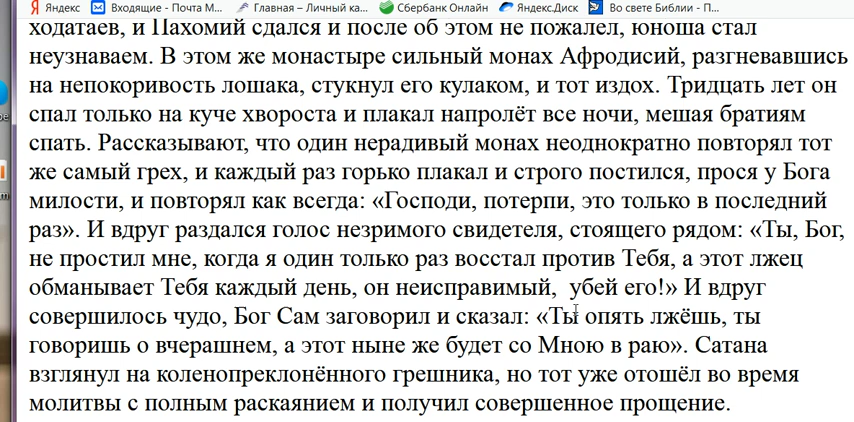 Яндекс Входящие - Почта М... Главная – Личный ка... Сбербанк Онлайн Яндекс.Диск Во свете Библии - П...
ходатаев, и Пахомий сдался и после об этом не пожалел, юноша стал
неузнаваем. В этом же монастыре сильный монах Афродисий, разгневавшись
на непокоривость лошака, стукнул его кулаком, и тот издох. Тридцать лет он
спал только на куче хвороста и плакал напролёт все ночи, мешая братиям
спать. Рассказывают, что один нерадивый монах неоднократно повторял тот
же самый грех, и каждый раз горько плакал и строго постился, прося у Бога
милости, и повторял как всегда: «Господи, потерпи, это только в последний
раз». И вдруг раздался голос незримого свидетеля, стоящего рядом: «Ты, Бог,
не простил мне, когда я один только раз восстал против Тебя, а этот лжец
обманывает Тебя каждый день, он неисправимый, убей его!» И вдруг
совершилось чудо, Бог Сам заговорил и сказал: «Ты опять лжёшь, ты
говоришь о вчерашнем, а этот ныне же будет со Мною в раю». Сатана
взглянул на коленопреклонённого грешника, но тот уже отошёл во время
молитвы с полным раскаянием и получил совершенное прощение.